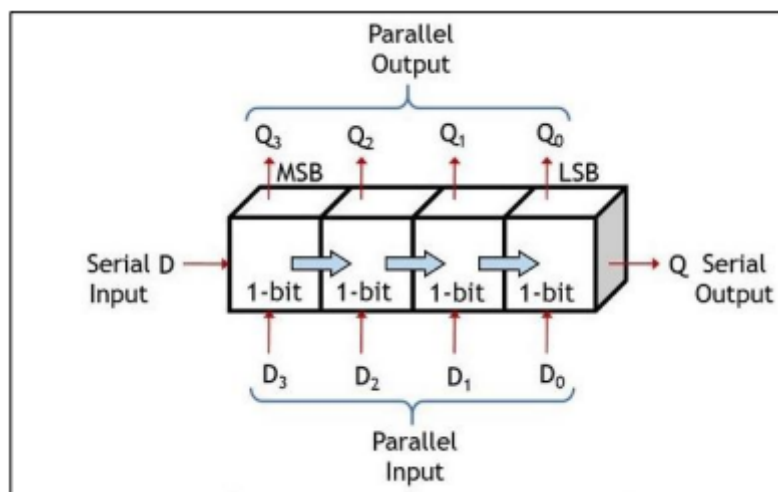 Parallel
Output
Q₃ Q₂ Q₁ Q₀
MSB LSB
Serial D Q Serial
Input Output
1-bit 1-bit 1-bit 1-bit
D₃ D₂ D₁ D₀
Parallel
Input